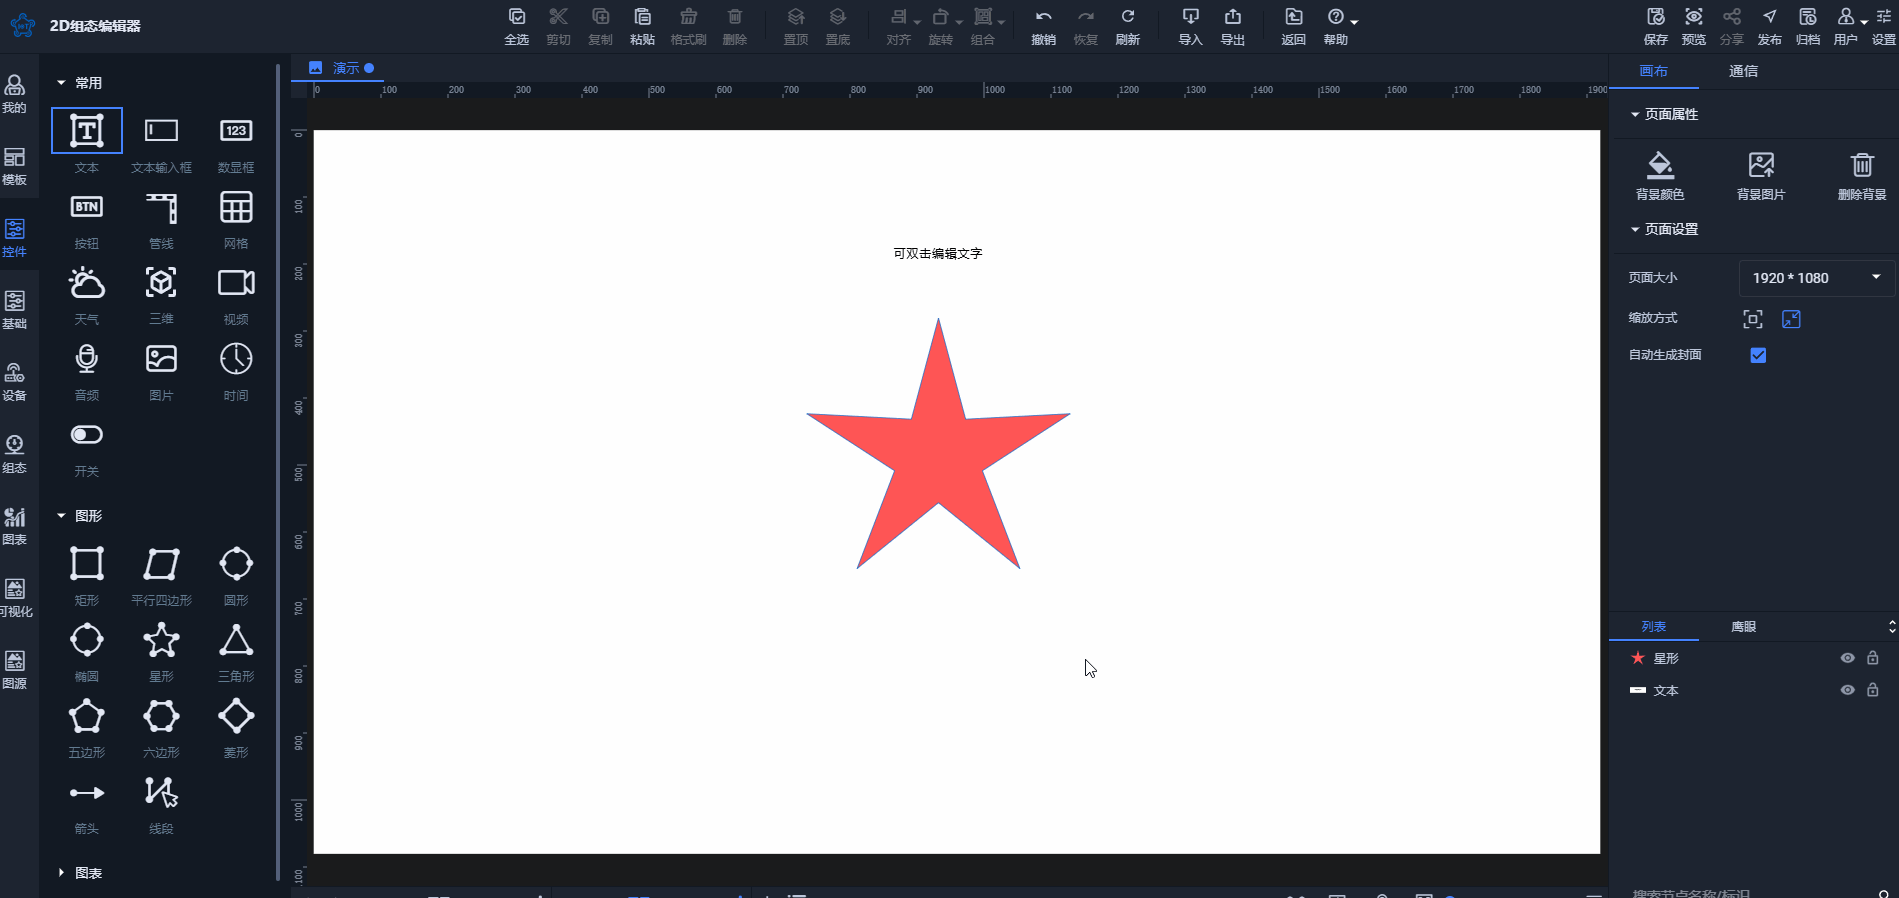 2D组态编辑器
全选 剪切 复制 粘贴 格式刷 删除 置顶 置底 对齐 旋转 组合 撤销 恢复 刷新 导入 导出 返回 帮助 保存 预览 分享 发布 归档 用户 设置
我的
模板
控件
基础
设备
组态
图表
可视化
图源
常用
文本 文本输入框 数显框
123
BTN
按钮 管线 网格
天气 三维 视频
音频 图片 时间
开关
图形
矩形 平行四边形 圆形
椭圆 星形 三角形
五边形 六边形 菱形
箭头 线段
图表
演示
0 100 200 300 400 500 600 700 800 900 1000 1100 1200 1300 1400 1500 1600 1700 1800 1900
0
100
200
300
400
500
600
700
800
900
1000
可双击编辑文字
画布 通信
页面属性
背景颜色 背景图片 删除背景
页面设置
页面大小 1920 * 1080
缩放方式
自动生成封面
列表 鹰眼
星形
文本
搜索节点名称/标识